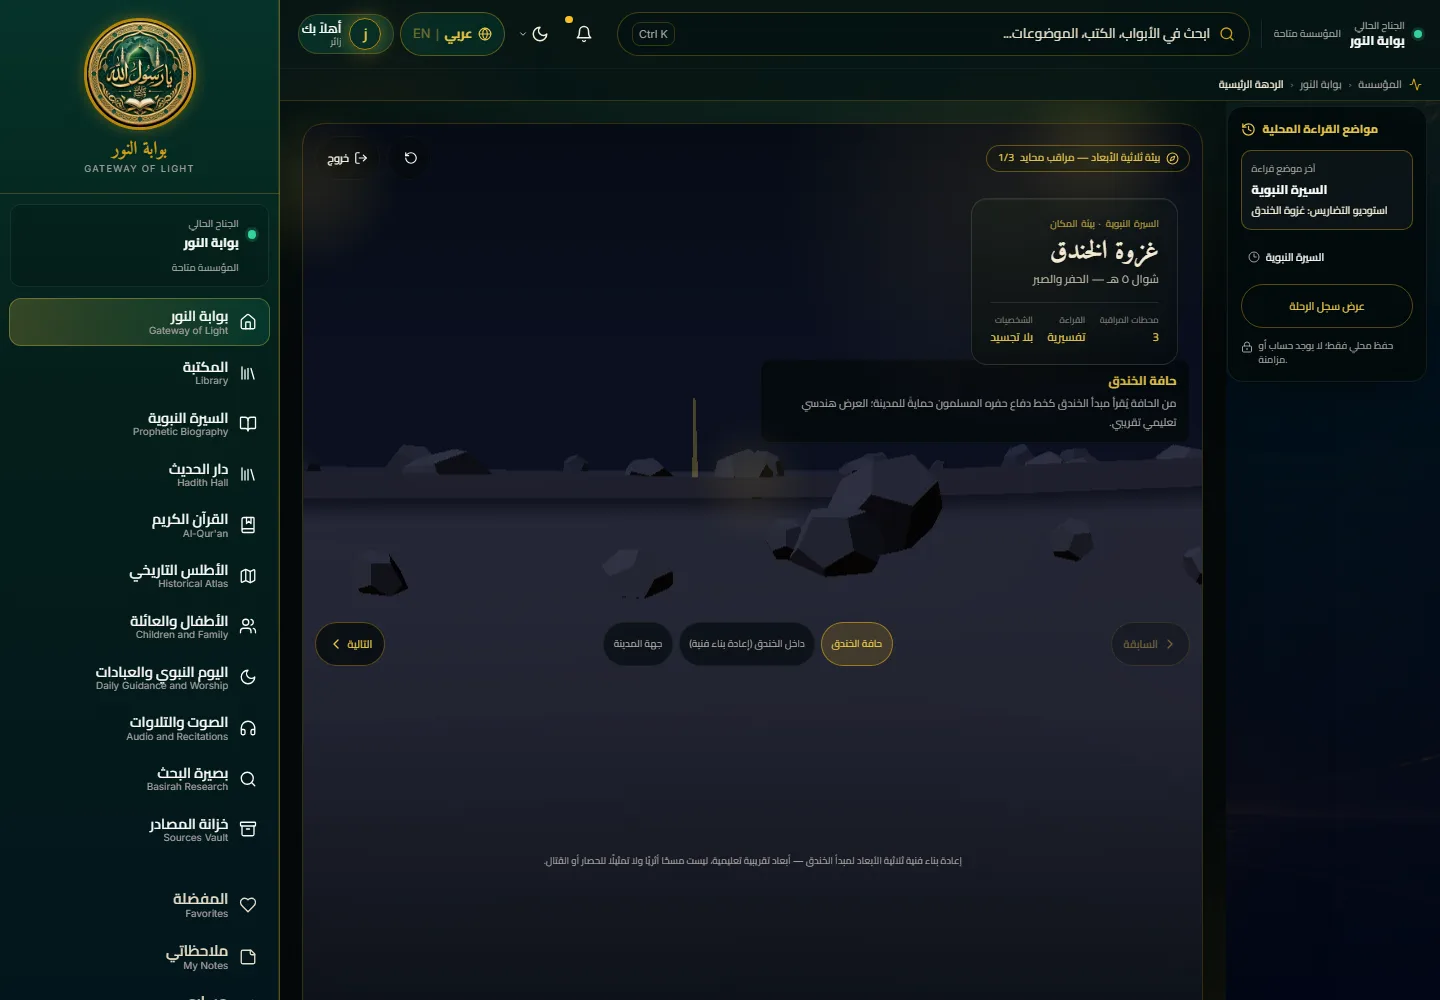 يا رسول الله
بوابة النور
GATEWAY OF LIGHT
الجناح الحالي
بوابة النور
المؤسسة متاحة
بوابة النور
Gateway of Light
المكتبة
Library
السيرة النبوية
Prophetic Biography
دار الحديث
Hadith Hall
القرآن الكريم
Al-Qur'an
الأطلس التاريخي
Historical Atlas
الأطفال والعائلة
Children and Family
اليوم النبوي والعبادات
Daily Guidance and Worship
الصوت والتلاوات
Audio and Recitations
بصيرة البحث
Basirah Research
خزانة المصادر
Sources Vault
المفضلة
Favorites
ملاحظاتي
My Notes
الجناح الحالي
بوابة النور
المؤسسة متاحة
ابحث في الأبواب، الكتب، الموضوعات...
Ctrl K
عربي | EN
ز
أهلاً بك
زائر
المؤسسة › بوابة النور › الردهة الرئيسية
مواضع القراءة المحلية
آخر موضع قراءة
السيرة النبوية
استوديو التضاريس: غزوة الخندق
السيرة النبوية
عرض سجل الرحلة
حفظ محلي فقط؛ لا يوجد حساب أو
مزامنة.
بيئة ثلاثية الأبعاد — مراقب محايد 1/3
خروج
السيرة النبوية · بيئة المكان
غزوة الخندق
شوال ٥ هـ — الحفر والصبر
محطات المراقبة
3
القراءة
تفسيرية
الشخصيات
بلا تجسيد
حافة الخندق
من الحافة يُقرأ مبدأ الخندق كخط دفاع حفره المسلمون حمايةً للمدينة؛ العرض هندسي
تعليمي تقريبي.
السابقة
حافة الخندق
داخل الخندق (إعادة بناء فنية)
جهة المدينة
التالية
إعادة بناء فنية ثلاثية الأبعاد لمبدأ الخندق — أبعاد تقريبية تعليمية، ليست مسحًا أثريًا ولا تمثيلًا للحصار أو القتال.